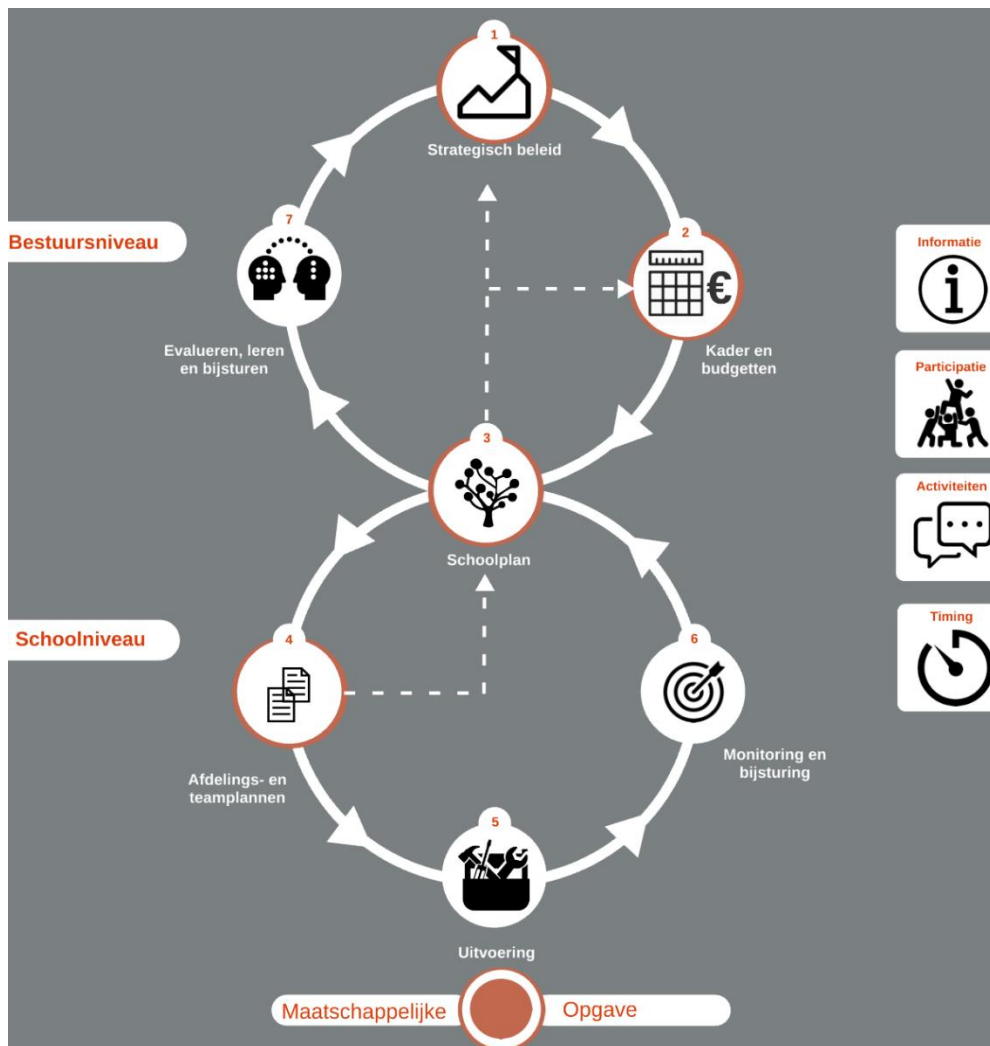 1
Strategisch beleid
7
Bestuursniveau
2
€
Evalueren, leren
en bijsturen
Kader en
budgetten
3
Schoolplan
Schoolniveau
4
6
Afdelings- en
teamplannen
Monitoring en
bijsturing
5
Uitvoering
Maatschappelijke
Opgave
Informatie
i
Participatie
Activiteiten
Timing